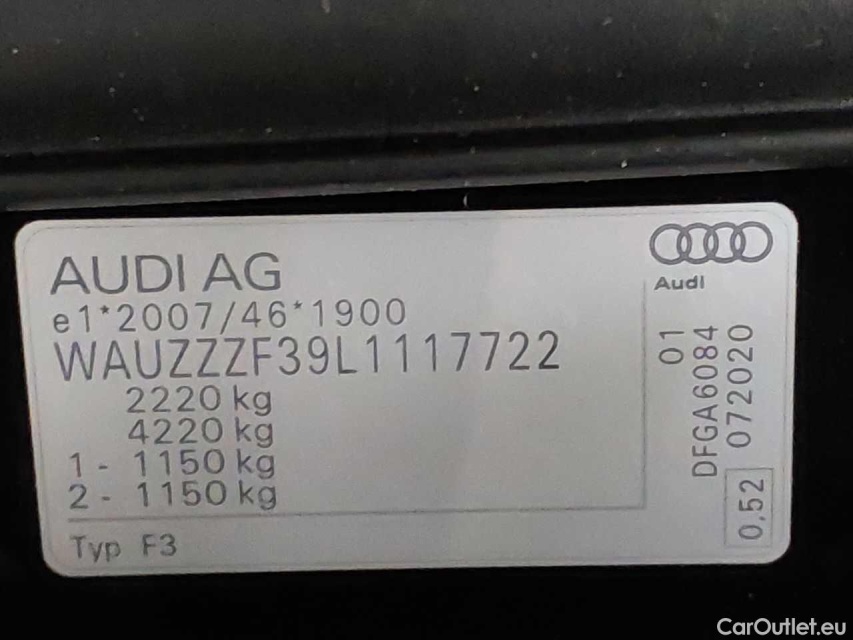 AUDI AG
e1*2007/46*1900
WAUZZZF39L1117722
2220 kg
4220 kg
1 - 1150 kg
2 - 1150 kg
Typ F3
Audi
01
DFGA6084
072020
0,52
CarOutlet.eu